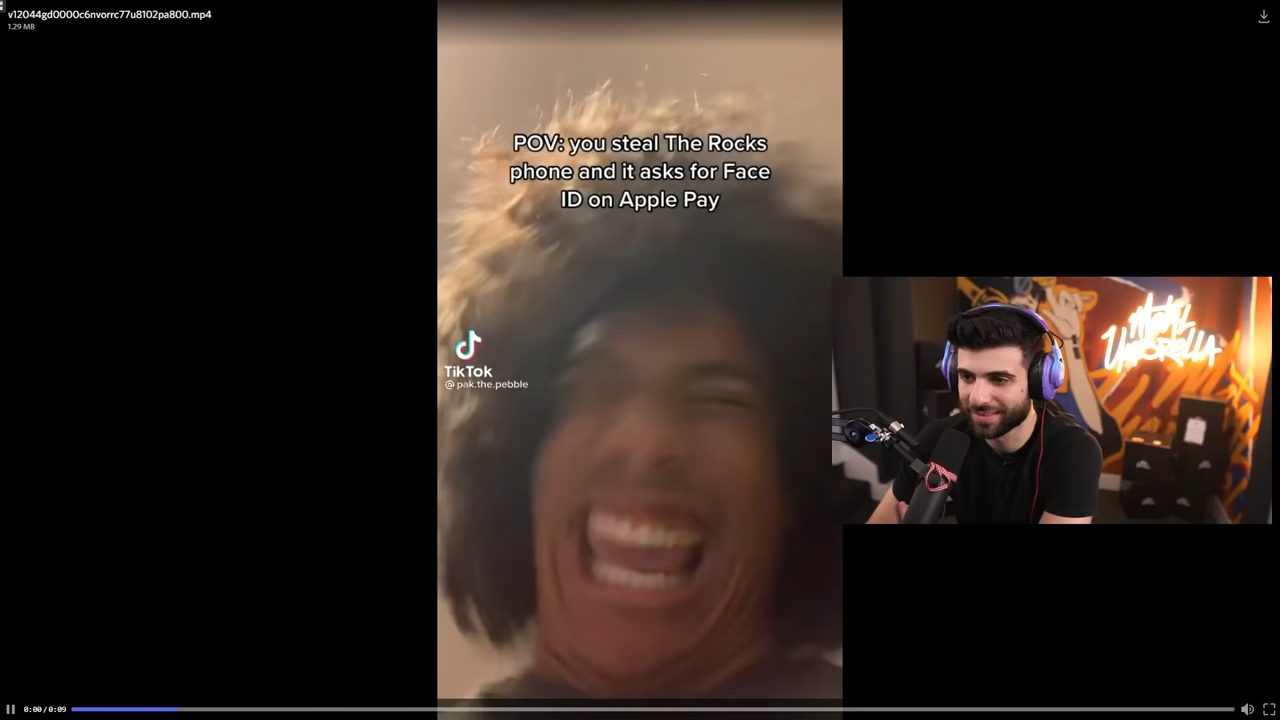 v12044gd0000c6nvorrc77u8102pa800.mp4
1.29 MB
POV: you steal The Rocks
phone and it asks for Face
ID on Apple Pay
TikTok
@ pak.the.pebble
0:00 / 0:09